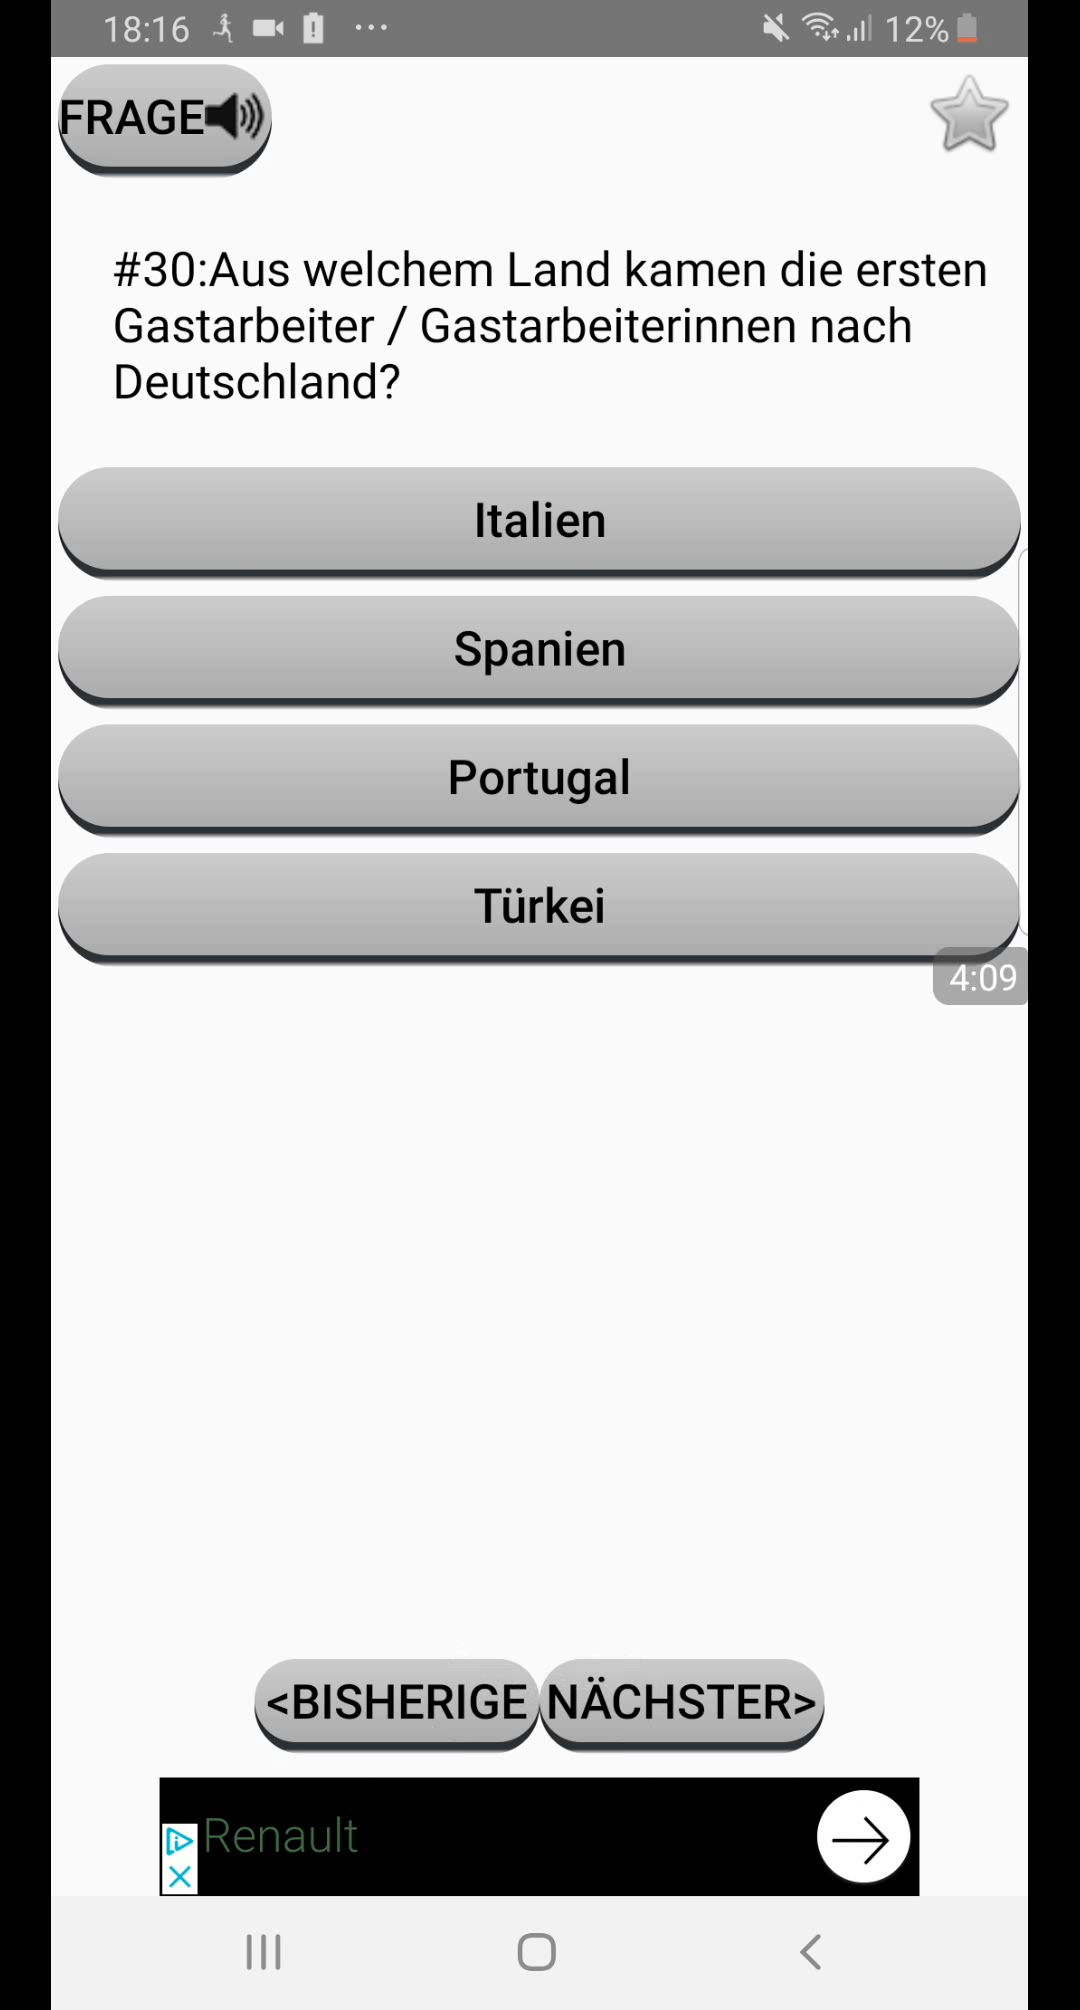 18:16 12%
FRAGE
#30:Aus welchem Land kamen die ersten
Gastarbeiter / Gastarbeiterinnen nach
Deutschland?
Italien
Spanien
Portugal
Türkei
4:09
<BISHERIGE NÄCHSTER>
Renault